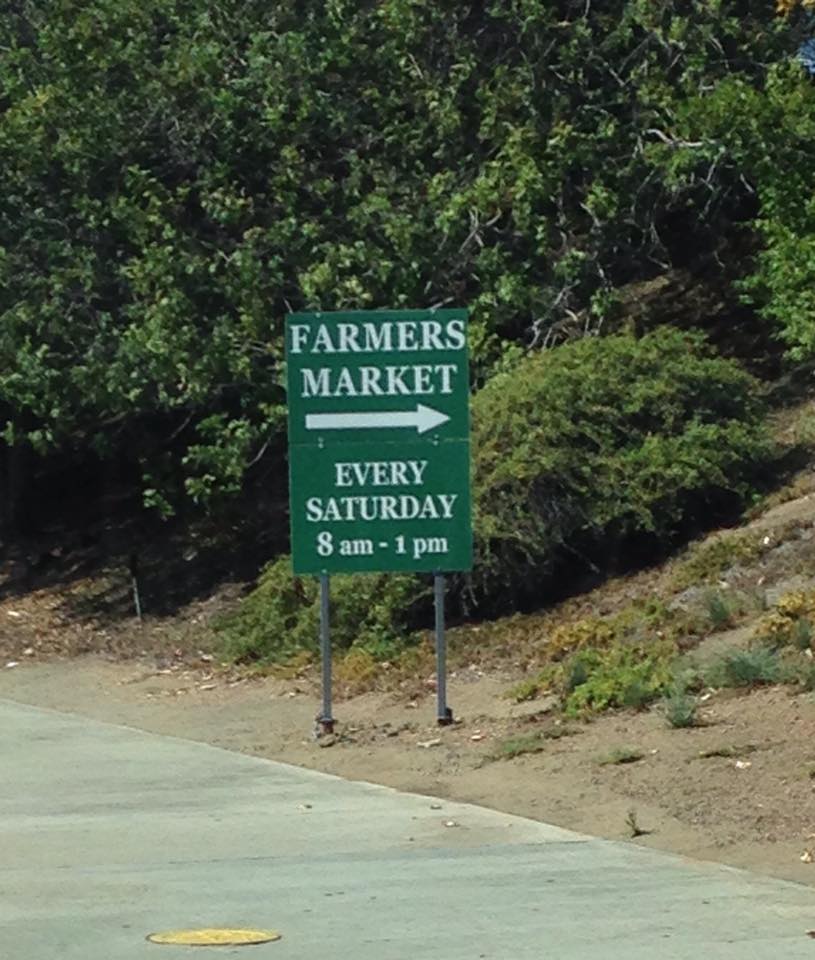 FARMERS
MARKET
EVERY
SATURDAY
8 am - 1 pm